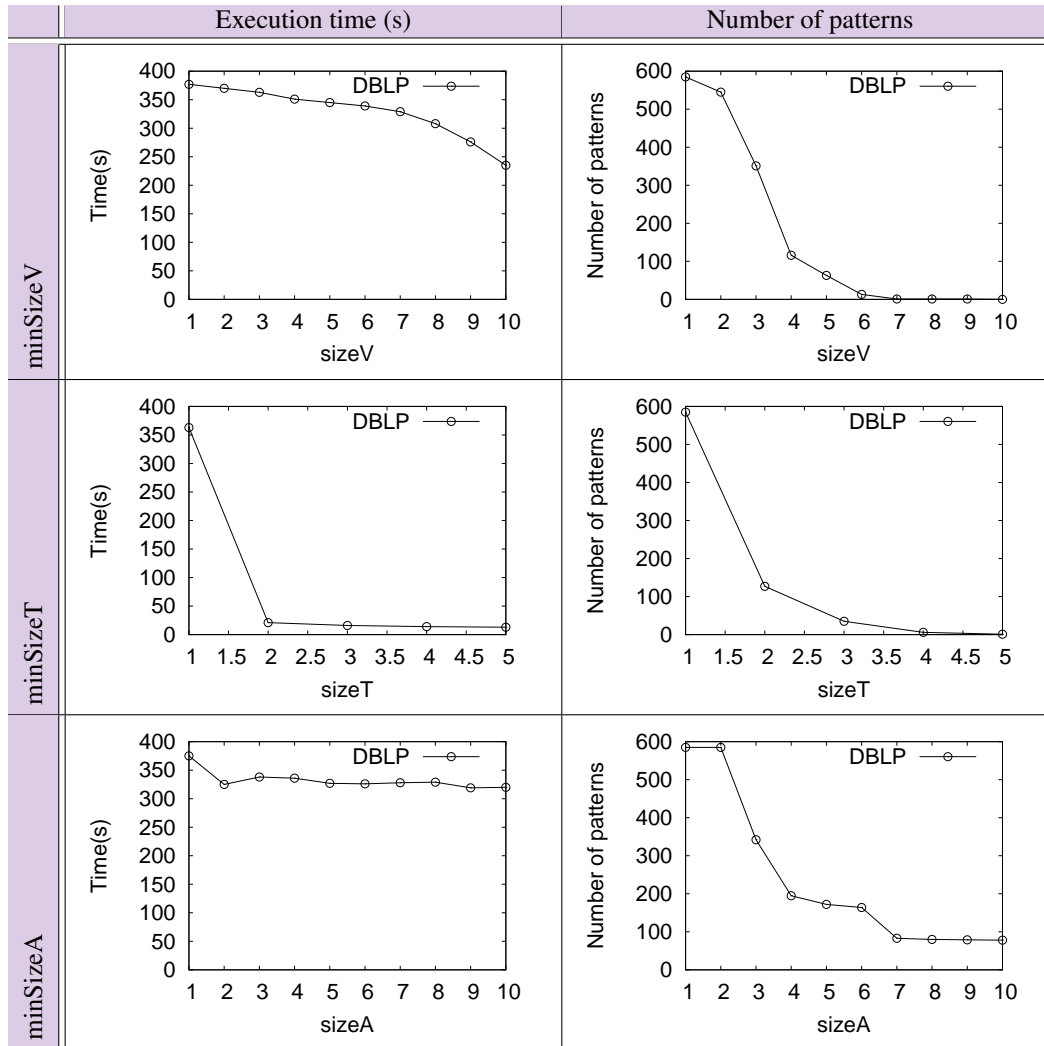 Execution time (s)
Number of patterns
minSizeV
Time(s)
400
350
300
250
200
150
100
50
0
DBLP
1 2 3 4 5 6 7 8 9 10
sizeV
Number of patterns
600
500
400
300
200
100
0
DBLP
1 2 3 4 5 6 7 8 9 10
sizeV
minSizeT
Time(s)
400
350
300
250
200
150
100
50
0
DBLP
1 1.5 2 2.5 3 3.5 4 4.5 5
sizeT
Number of patterns
600
500
400
300
200
100
0
DBLP
1 1.5 2 2.5 3 3.5 4 4.5 5
sizeT
minSizeA
Time(s)
400
350
300
250
200
150
100
50
0
DBLP
1 2 3 4 5 6 7 8 9 10
sizeA
Number of patterns
600
500
400
300
200
100
0
DBLP
1 2 3 4 5 6 7 8 9 10
sizeA